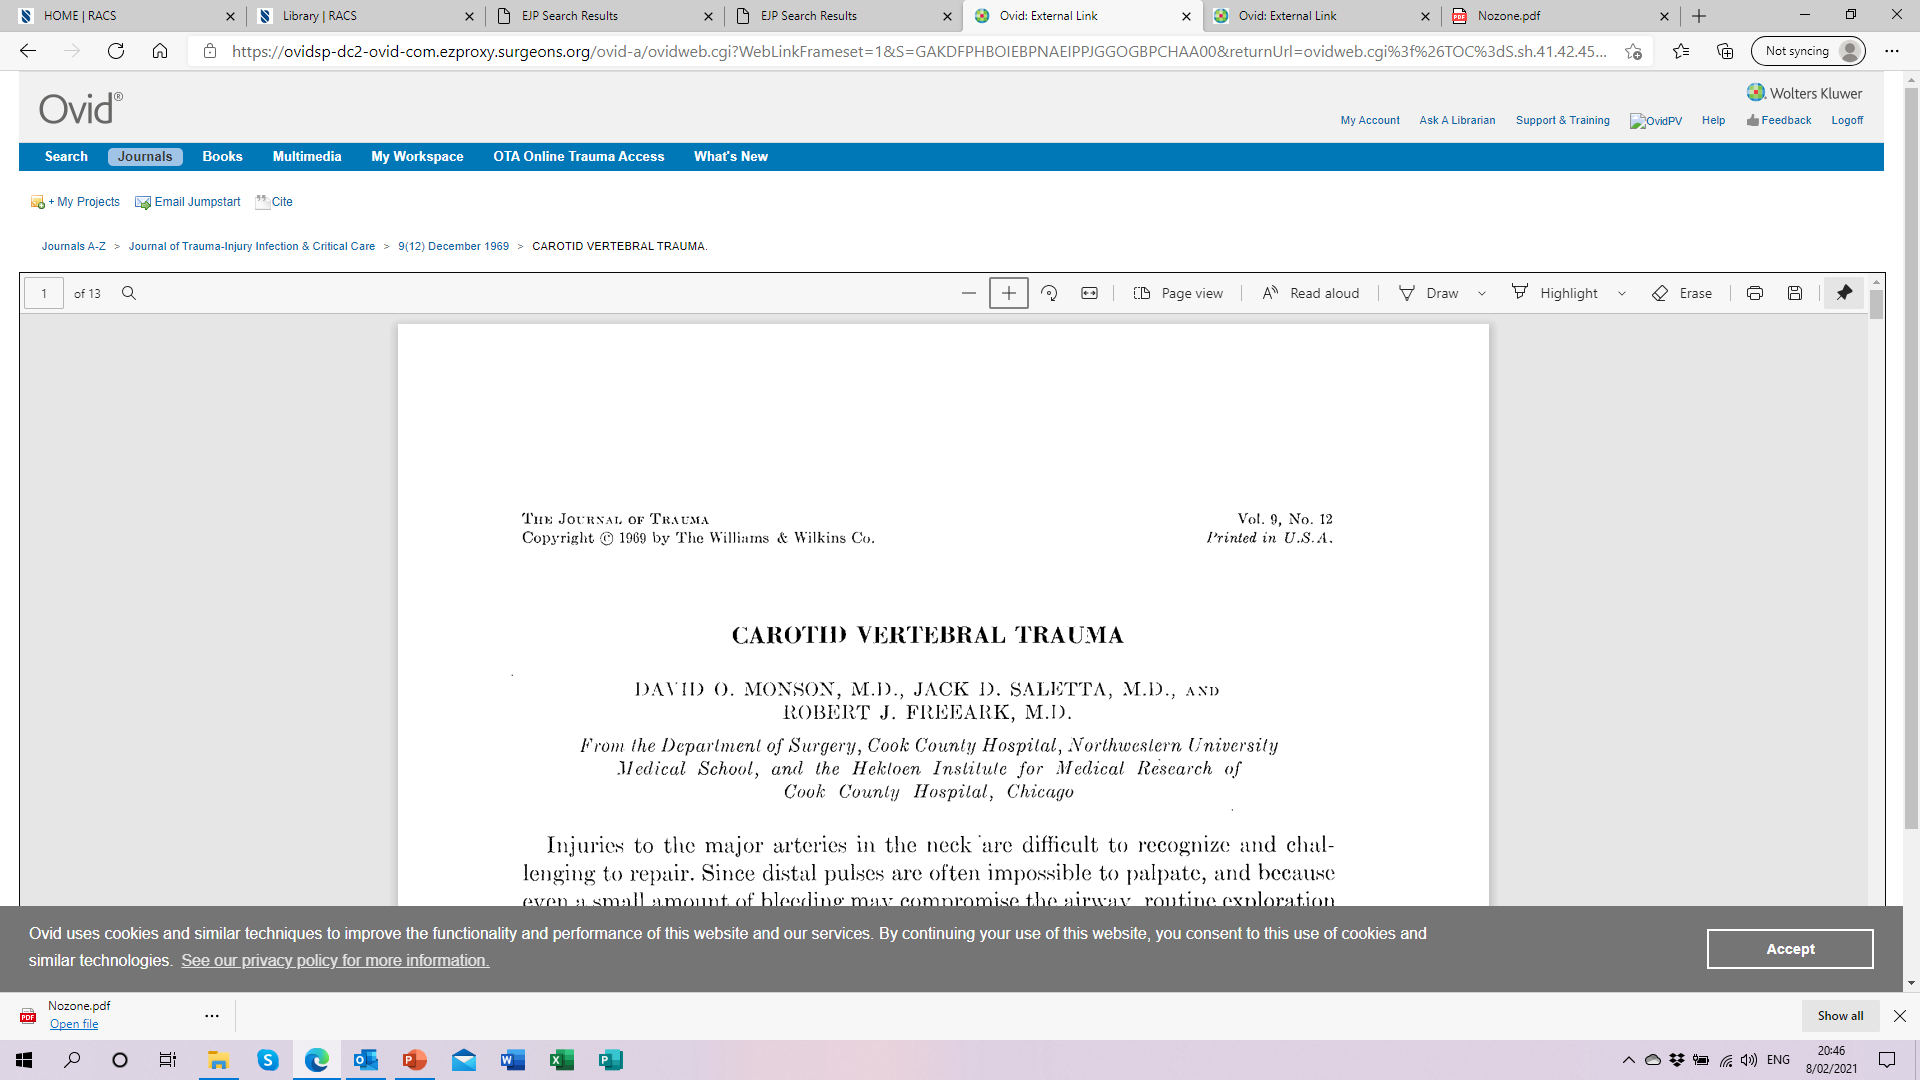 HOME | RACS
Library | RACS
EJP Search Results
EJP Search Results
Ovid: External Link
Ovid: External Link
Nozone.pdf
https://ovidsp-dc2-ovid-com.ezproxy.surgeons.org/ovid-a/ovidweb.cgi?WebLinkFrameset=1&S=GAKDFPHBOIEBPNAEIPPJGGOGBPCHAA00&returnUrl=ovidweb.cgi%3f%26TOC%3dS.sh.41.42.45...
Not syncing
Ovid®
Wolters Kluwer
My Account Ask A Librarian Support & Training OvidPV Help Feedback Logoff
Search Journals Books Multimedia My Workspace OTA Online Trauma Access What's New
+ My Projects Email Jumpstart Cite
Journals A-Z > Journal of Trauma-Injury Infection & Critical Care > 9(12) December 1969 > CAROTID VERTEBRAL TRAUMA.
1 of 13 Page view Read aloud Draw Highlight Erase
THE JOURNAL OF TRAUMA Vol. 9, No. 12
Copyright © 1969 by The Williams & Wilkins Co. Printed in U.S.A.
CAROTID VERTEBRAL TRAUMA
DAVID O. MONSON, M.D., JACK D. SALETTA, M.D., AND
ROBERT J. FREEARK, M.D.
From the Department of Surgery, Cook County Hospital, Northwestern University
Medical School, and the Hektoen Institute for Medical Research of
Cook County Hospital, Chicago
Injuries to the major arteries in the neck are difficult to recognize and chal-
lenging to repair. Since distal pulses are often impossible to palpate, and because
even a small amount of bleeding may compromise the airway, routine exploration
Ovid uses cookies and similar techniques to improve the functionality and performance of this website and our services. By continuing your use of this website, you consent to this use of cookies and
similar technologies. See our privacy policy for more information.
Accept
Nozone.pdf
Open file
Show all
ENG
20:46
8/02/2021